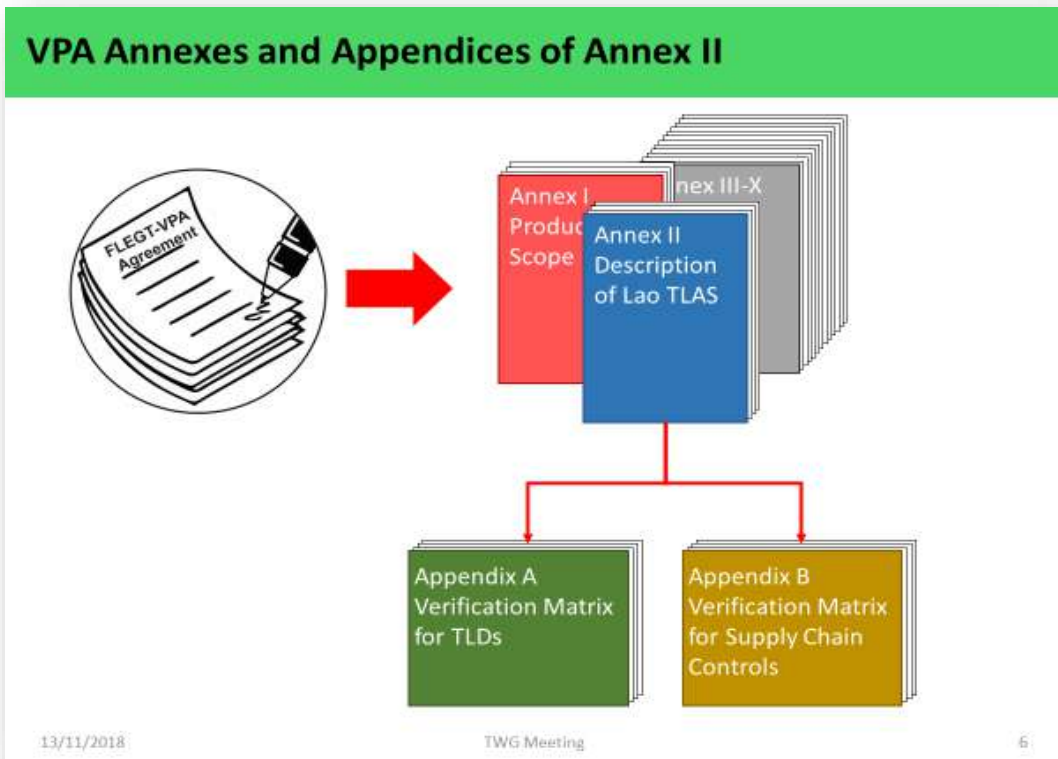 VPA Annexes and Appendices of Annex II
FLEGT-VPA
Agreement
Annex I
Produc
Scope
nex III-X
Annex II
Description
of Lao TLAS
Appendix A
Verification Matrix
for TLDs
Appendix B
Verification Matrix
for Supply Chain
Controls
13/11/2018
TWG Meeting
6